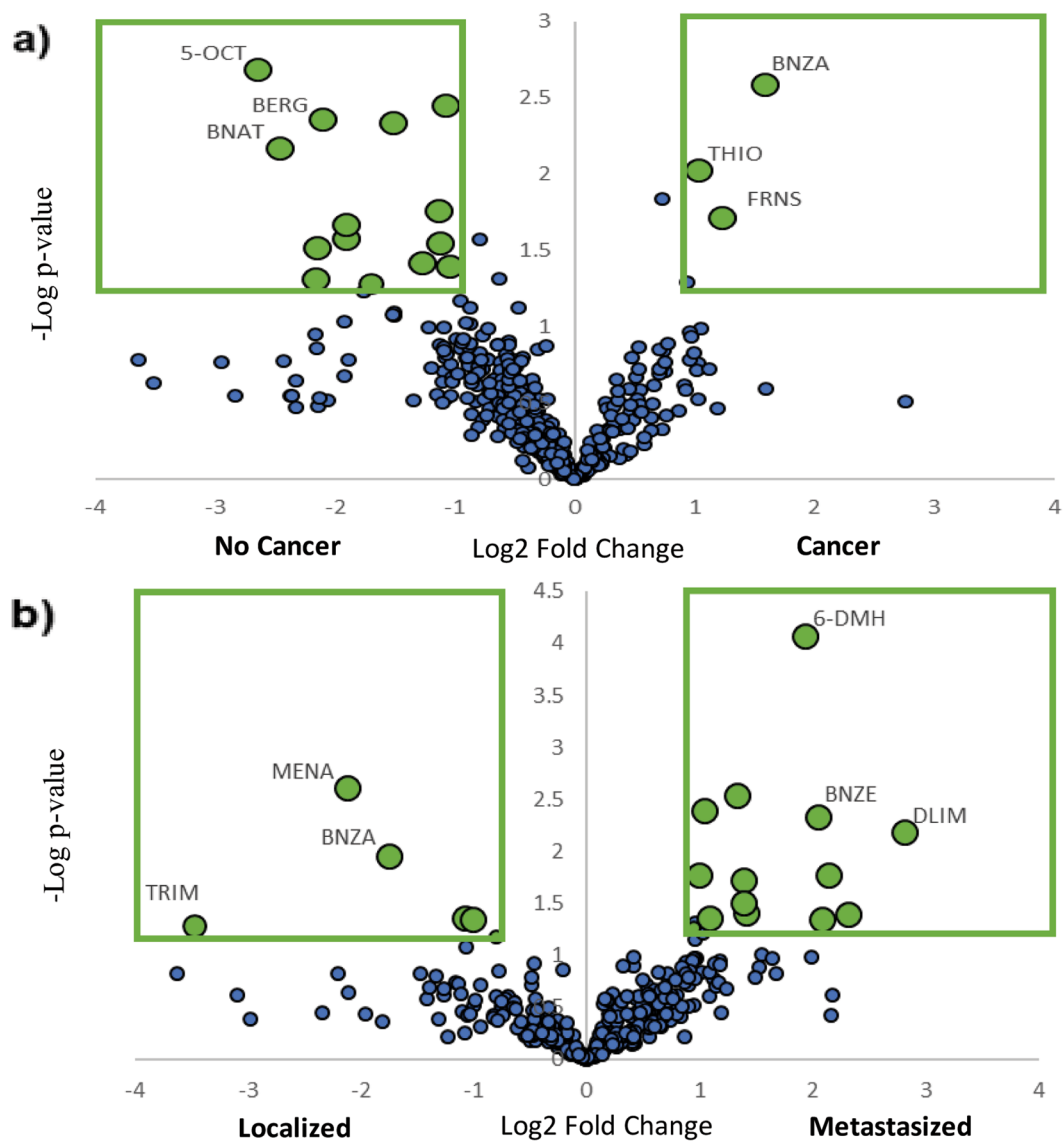 a)
3
5-OCT
BNZA
2.5
BERG
BNAT
THIO
2
FRNS
-Log p-value
1.5
1
0
-4 -3 -2 -1 0 1 2 3 4
No Cancer Log2 Fold Change Cancer
b)
4.5
6-DMH
4
3.5
3
MENA
BNZE
2.5
DLIM
BNZA
2
-Log p-value
TRIM
1.5
1
0
-4 -3 -2 -1 0 1 2 3 4
Localized Log2 Fold Change Metastasized